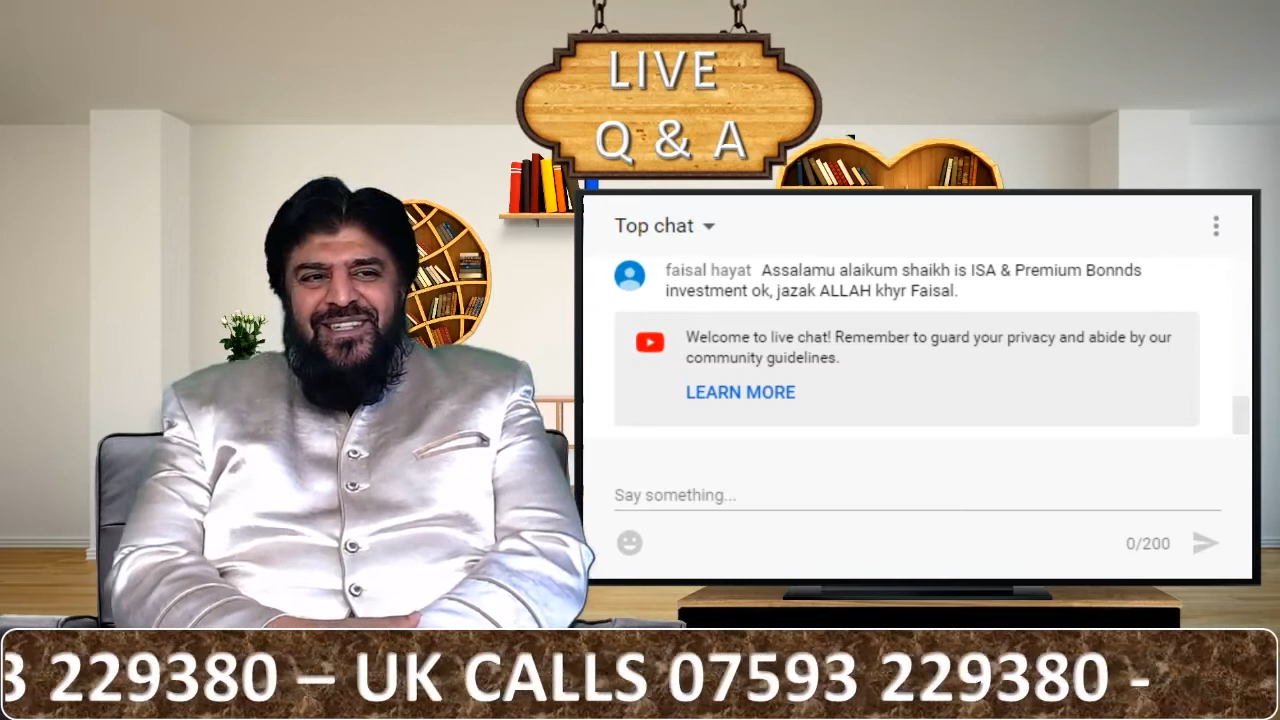 LIVE
Q & A
Top chat
faisal hayat Assalamu alaikum shaikh is ISA & Premium Bonnds
investment ok, jazak ALLAH khyr Faisal.
Welcome to live chat! Remember to guard your privacy and abide by our
community guidelines.
LEARN MORE
Say something...
0/200
3 229380 – UK CALLS 07593 229380 -